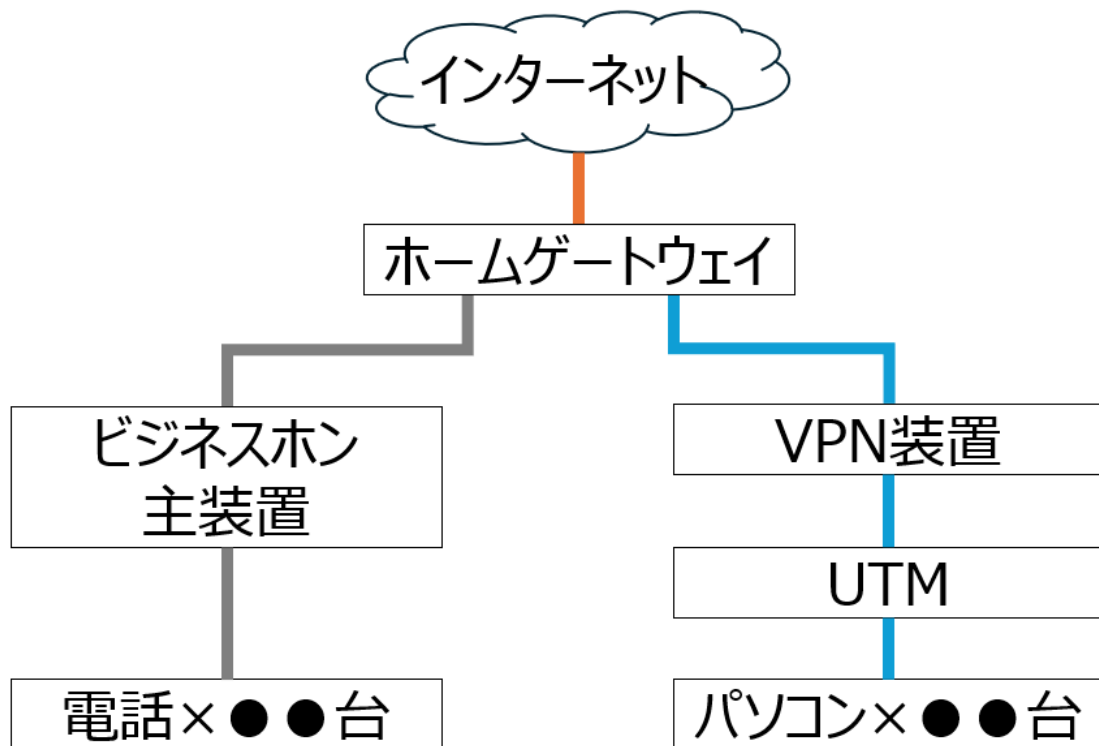 インターネット
ホームゲートウェイ
ビジネスホン
主装置
VPN装置
UTM
電話×●●台
パソコン×●●台